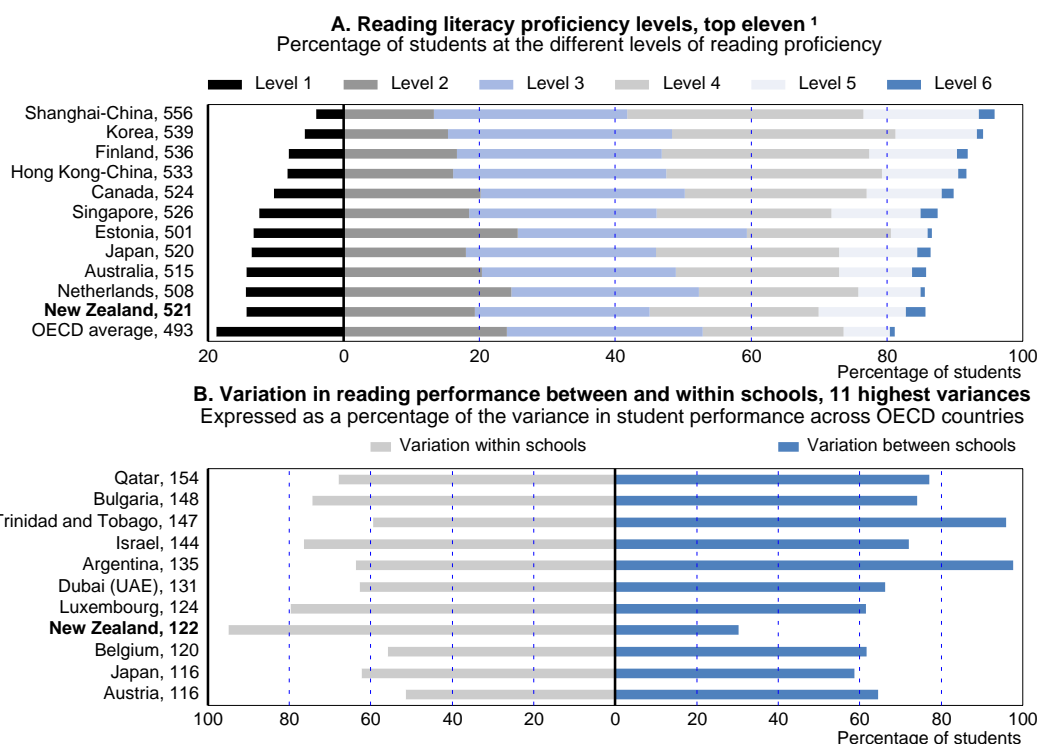 A. Reading literacy proficiency levels, top eleven ¹
Percentage of students at the different levels of reading proficiency
Level 1 Level 2 Level 3 Level 4 Level 5 Level 6
Shanghai-China, 556
Korea, 539
Finland, 536
Hong Kong-China, 533
Canada, 524
Singapore, 526
Estonia, 501
Japan, 520
Australia, 515
Netherlands, 508
New Zealand, 521
OECD average, 493
20 0 20 40 60 80 100
Percentage of students
B. Variation in reading performance between and within schools, 11 highest variances
Expressed as a percentage of the variance in student performance across OECD countries
Variation within schools Variation between schools
Qatar, 154
Bulgaria, 148
Trinidad and Tobago, 147
Israel, 144
Argentina, 135
Dubai (UAE), 131
Luxembourg, 124
New Zealand, 122
Belgium, 120
Japan, 116
Austria, 116
100 80 60 40 20 0 20 40 60 80 100
Percentage of students